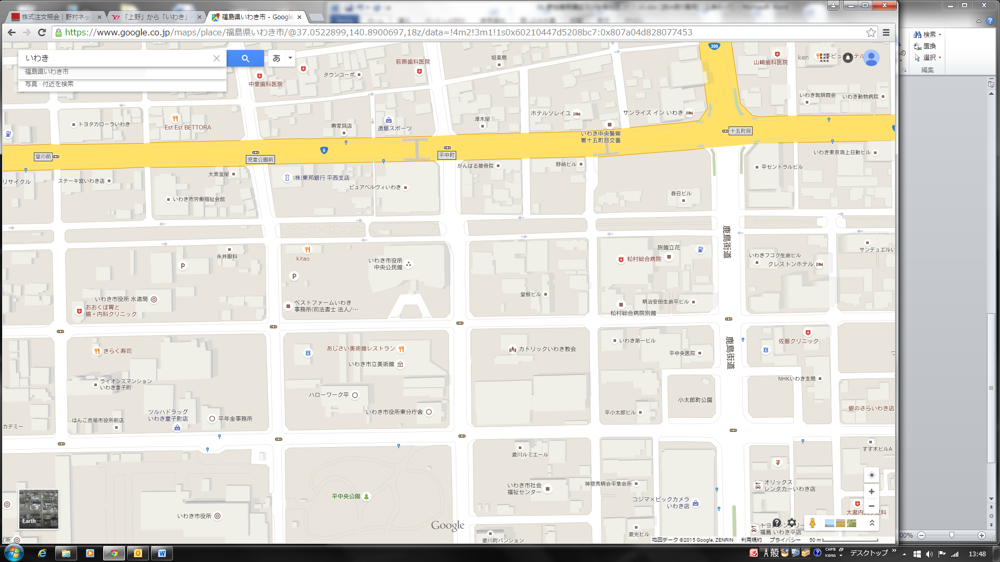 株式注文照会｜野村ネット
「上野」から「いわき」
福島県いわき市 - Google
https://www.google.co.jp/maps/place/福島県いわき市/@37.0522899,140.8900697,18z/data=!4m2!3m1!1s0x60210447d5208bc7:0x807a04d828077453
いわき
あ
福島県いわき市
写真 · 付近を検索
検索
置換
選択
編集
ken
399
堀薬局
萩原歯科医院
タウンコーポ
中里歯科医院
山崎歯科医院
いわき珈琲商会
いわき動物病院
ホテルソレイユ
サンライズ イン いわき
トヨタカローラいわき
Est Est BETTORA
寿家具店
遠藤スポーツ
澤木屋
いわき中央警察
署十五町目交番
十五町目
堂の前
児童公園前
6
平中町
いわき東京海上日動ビル
リサイクル
ステーキ宮いわき店
大黒釜屋
(株)東邦銀行 平西支店
ピュアベルヴィいわき
がんばる接骨院
野崎ビル
平セントラルビル
いわき市労働福祉会館
春日ビル
鹿島街道
永井眼科
P
kitao
P
いわき市役所
中央公民館
旅館立花
松村総合病院
いわきフコク生命ビル
クレストンホテル
サンデュエルい
いわき市役所 水道局
おおくぼ胃と
腸・内科クリニック
ベストファームいわき
事務所(司法書士 法人/…
堂根ビル
明治安田生命平ビル
松村総合病院別館
きらく寿司
あじさい美術館レストラン
いわき市立美術館
カトリックいわき教会
いわき第一ビル
平中央医院
鹿島街道
佐藤クリニック
ライオンズマンション
いわき童子町
ハローワーク平
NHKいわき支局
小太郎町公園
ツルハドラッグ
いわき童子町店
はんこ市場市役所前店
平年金事務所
いわき市役所東分庁舎
平小太郎ビル
銀のさらいわき店
カデミー
菱川ルミエール
すず木ビルA
いわき市社会
福祉センター
神慈秀明会平集会所
オリックス
レンタカーいわき店
平中央公園
コジマ×ビックカメラ
いわき店
いわき市役所
Earth
Google
菱川町パンション
菱光ビル
福島 いわき平店
地図データ ©2015 Google, ZENRIN
利用規約
プライバシー
50 m
00%
A 般
CAPS
KANA
デスクトップ
13:48